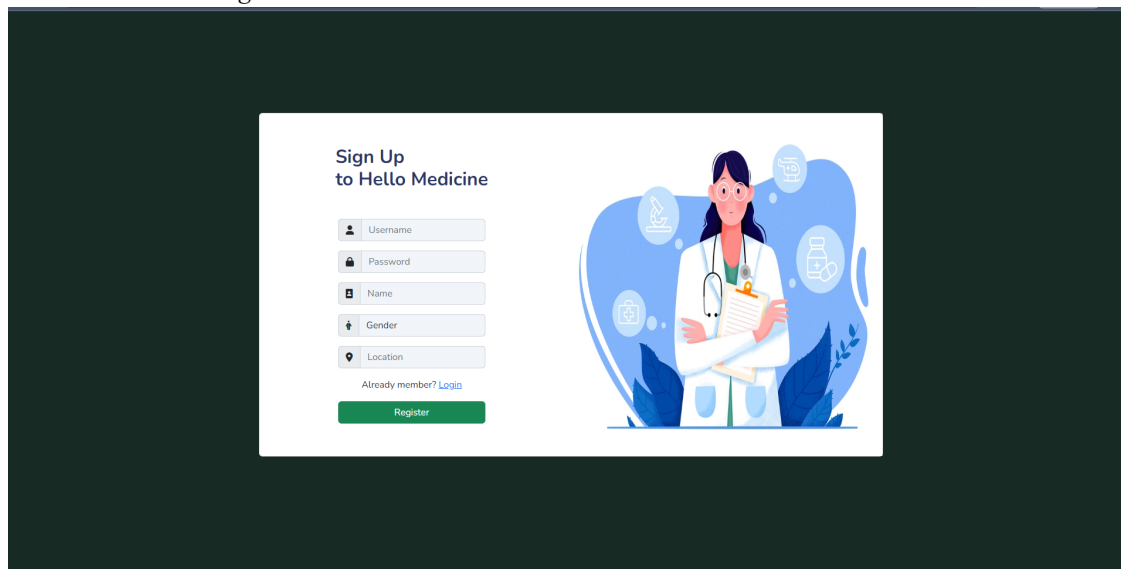 Sign Up
to Hello Medicine
Username
Password
Name
Gender
Location
Already member? Login
Register